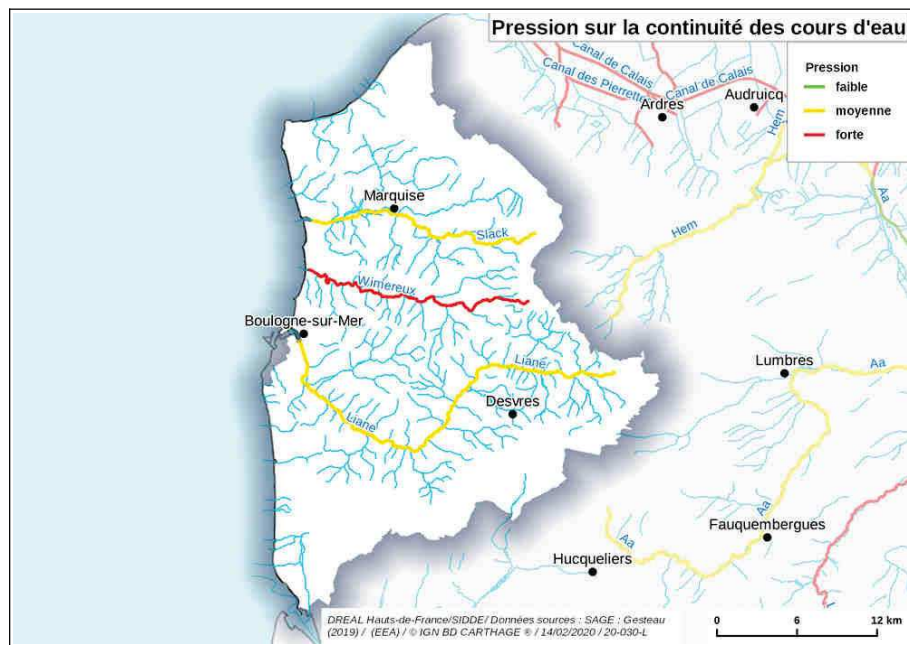 Pression sur la continuité des cours d'eau
Pression
faible
moyenne
forte
Canal de Calais
Canal des Pierrettes
Canal de Calais
Ardres
Audruicq
Hem
Aa
Marquise
Slack
Hem
Wimereux
Boulogne-sur-Mer
Liane
Lumbres
Aa
Desvres
Liane
Aa
Fauquembergues
Aa
Hucqueliers
DREAL Hauts-de-France/SIDDE/ Données sources : SAGE : Gesteau
(2019) / (EEA) / © IGN BD CARTHAGE ® / 14/02/2020 / 20-030-L
0 6 12 km